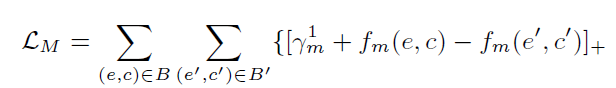 ℒ_M = ∑_{(e,c)∈B} ∑_{(e′,c′)∈B′} {[γ_m^1 + f_m(e, c) − f_m(e′, c′)]_+